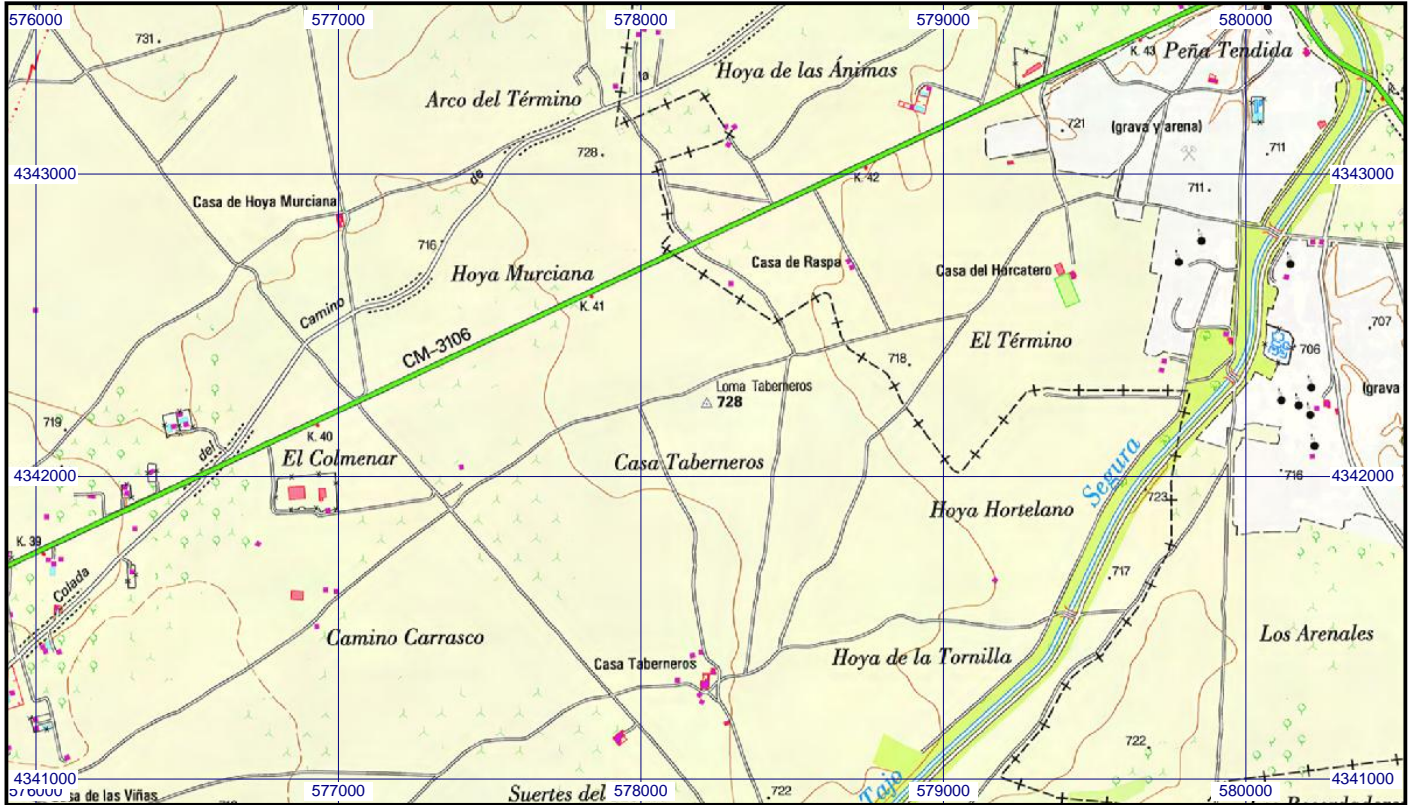 576000
577000
578000
579000
580000
731.
K. 43
Peña Tendida
Hoya de las Ánimas
la
Arco del Término
721
(grava y arena)
711
728.
4343000
de
K. 42
4343000
711.
Casa de Hoya Murciana
716
Casa de Raspa
Casa del Horcatero
Hoya Murciana
K. 41
Camino
CM-3106
707
El Término
706
718
Loma Taberneros
728
(grava
719
K. 40
del
El Colmenar
Casa Taberneros
4342000
4342000
716
Segura
723
Hoya Hortelano
K. 39
Colada
717
Camino Carrasco
Los Arenales
Hoya de la Tornilla
Casa Taberneros
722
Tajo
4341000
4341000
sa de las Viñas
576000
577000
Suertes del
578000
722
579000
580000